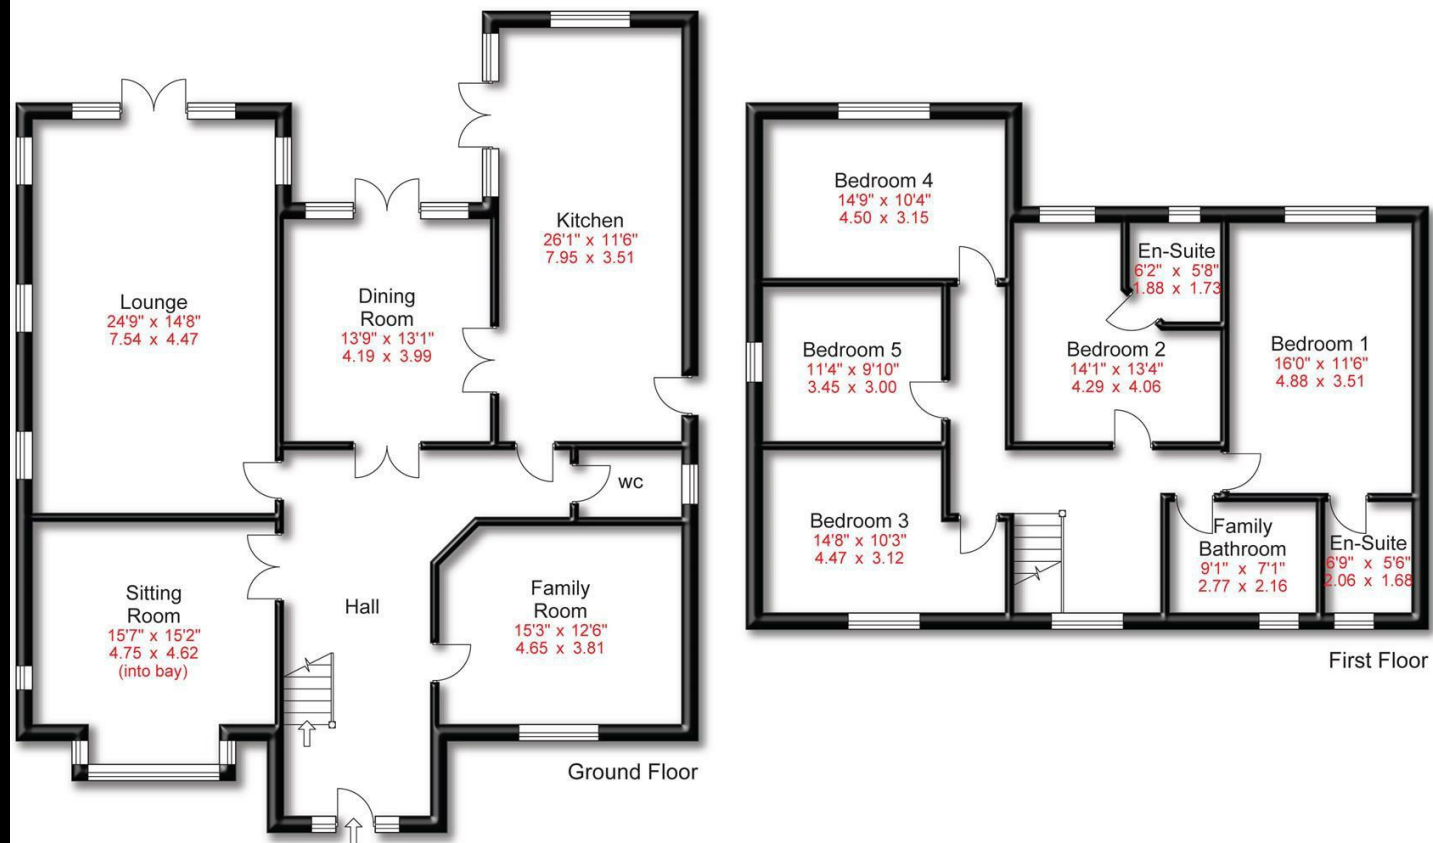 Kitchen
26'1" x 11'6"
7.95 x 3.51
Lounge
24'9" x 14'8"
7.54 x 4.47
Dining
Room
13'9" x 13'1"
4.19 x 3.99
wc
Sitting
Room
15'7" x 15'2"
4.75 x 4.62
(into bay)
Hall
Family
Room
15'3" x 12'6"
4.65 x 3.81
Ground Floor
Bedroom 4
14'9" x 10'4"
4.50 x 3.15
En-Suite
6'2" x 5'8"
1.88 x 1.73
Bedroom 5
11'4" x 9'10"
3.45 x 3.00
Bedroom 2
14'1" x 13'4"
4.29 x 4.06
Bedroom 1
16'0" x 11'6"
4.88 x 3.51
Bedroom 3
14'8" x 10'3"
4.47 x 3.12
Family
Bathroom
9'1" x 7'1"
2.77 x 2.16
En-Suite
6'9" x 5'6"
2.06 x 1.68
First Floor